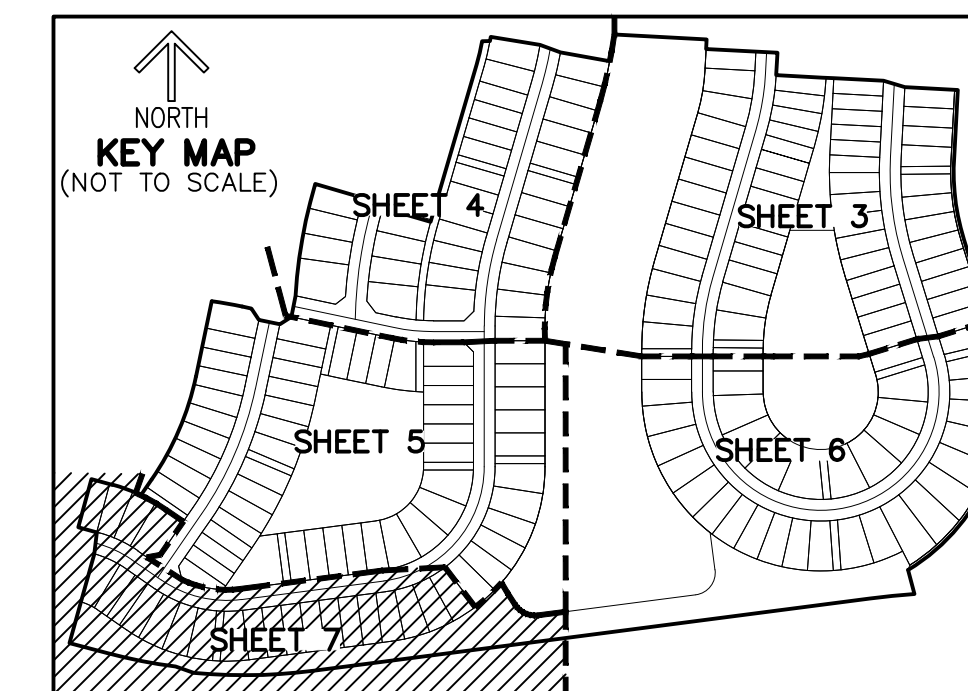 NORTH
KEY MAP
(NOT TO SCALE)
SHEET 4
SHEET 3
SHEET 5
SHEET 6
SHEET 7